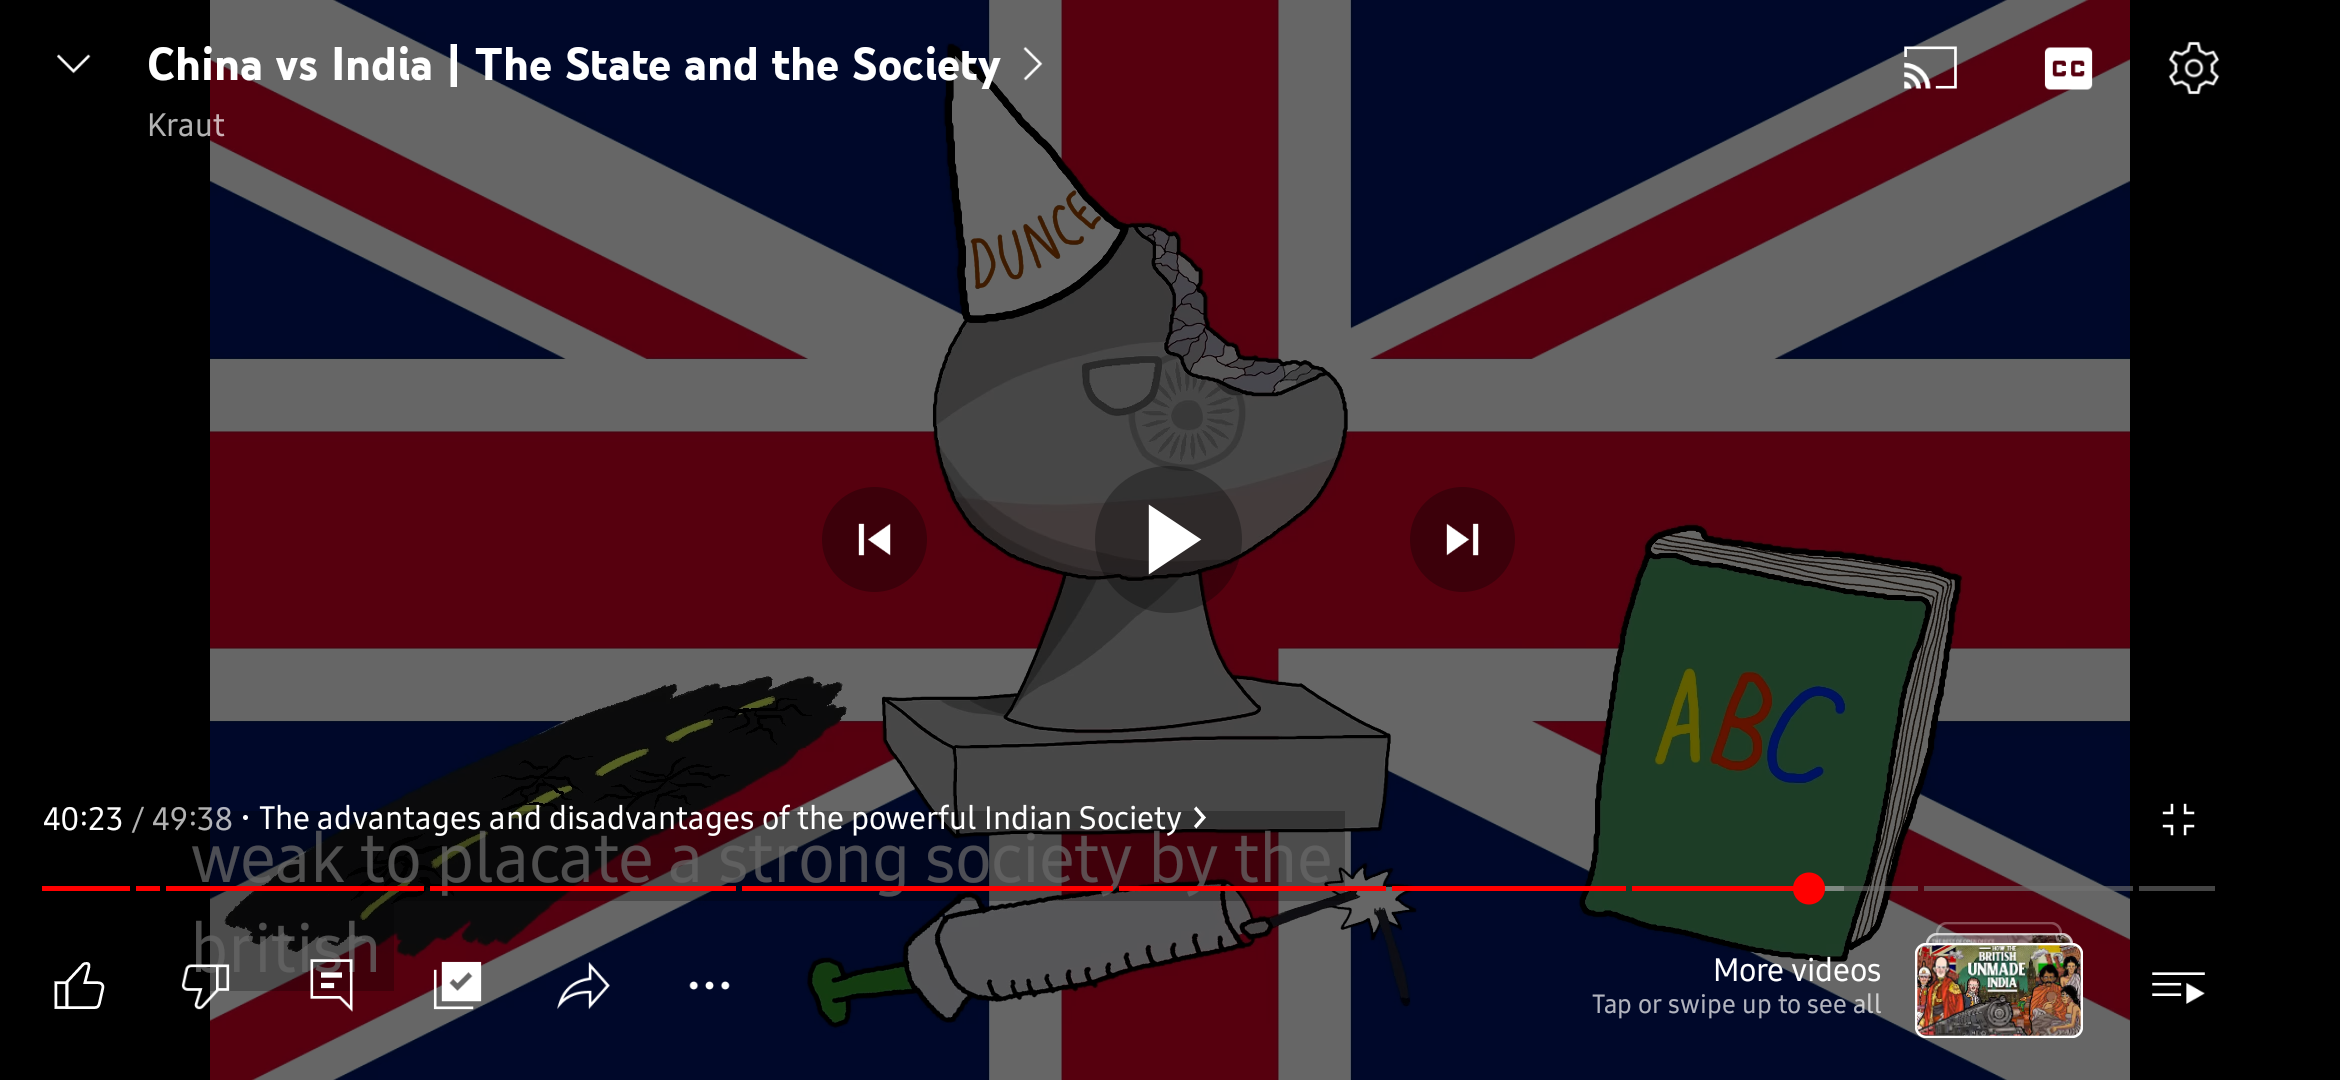 China vs India | The State and the Society
Kraut
CC
DUNCE
ABC
40:23 / 49:38 · The advantages and disadvantages of the powerful Indian Society
weak to placate a strong society by the
british
More videos
Tap or swipe up to see all
HOW THE
BRITISH
UNMADE
INDIA